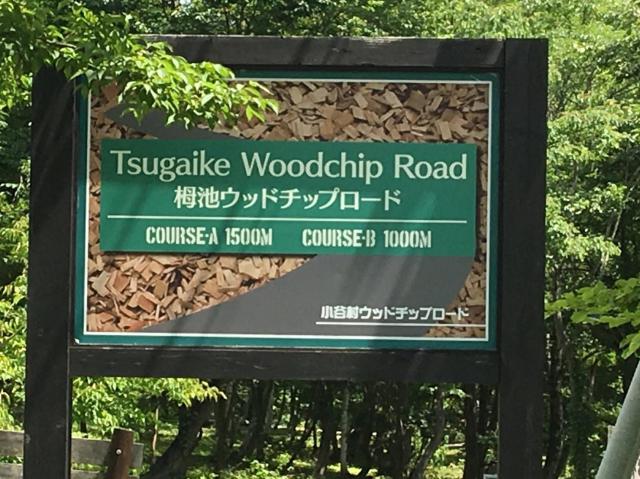 Tsugaike Woodchip Road
栂池ウッドチップロード
COURSE-A 1500M COURSE-B 1000M
小谷村ウッドチップロード